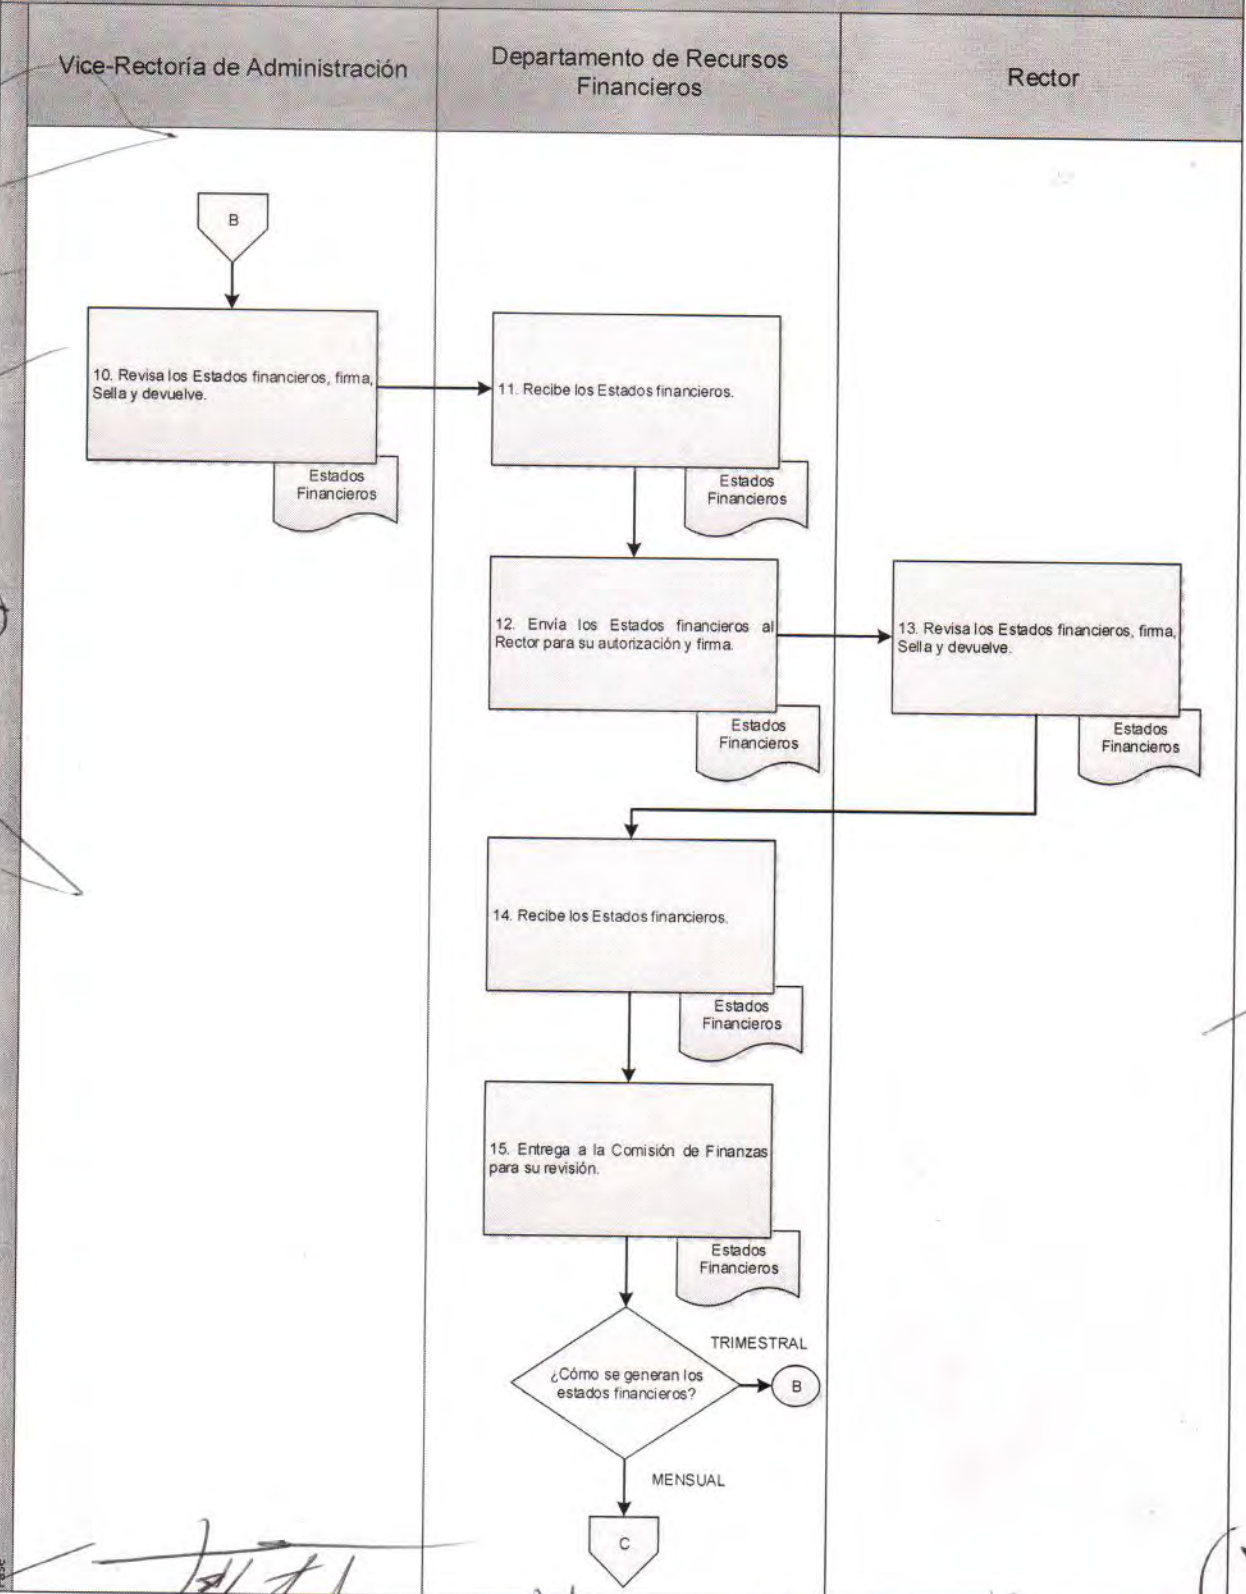 Vice-Rectoría de Administración
Departamento de Recursos
Financieros
Rector
B
10. Revisa los Estados financieros, firma,
Sella y devuelve.
Estados
Financieros
11. Recibe los Estados financieros.
Estados
Financieros
12. Envía los Estados financieros al
Rector para su autorización y firma.
Estados
Financieros
13. Revisa los Estados financieros, firma,
Sella y devuelve.
Estados
Financieros
14. Recibe los Estados financieros.
Estados
Financieros
15. Entrega a la Comisión de Finanzas
para su revisión.
Estados
Financieros
¿Cómo se generan los
estados financieros?
TRIMESTRAL
B
MENSUAL
C